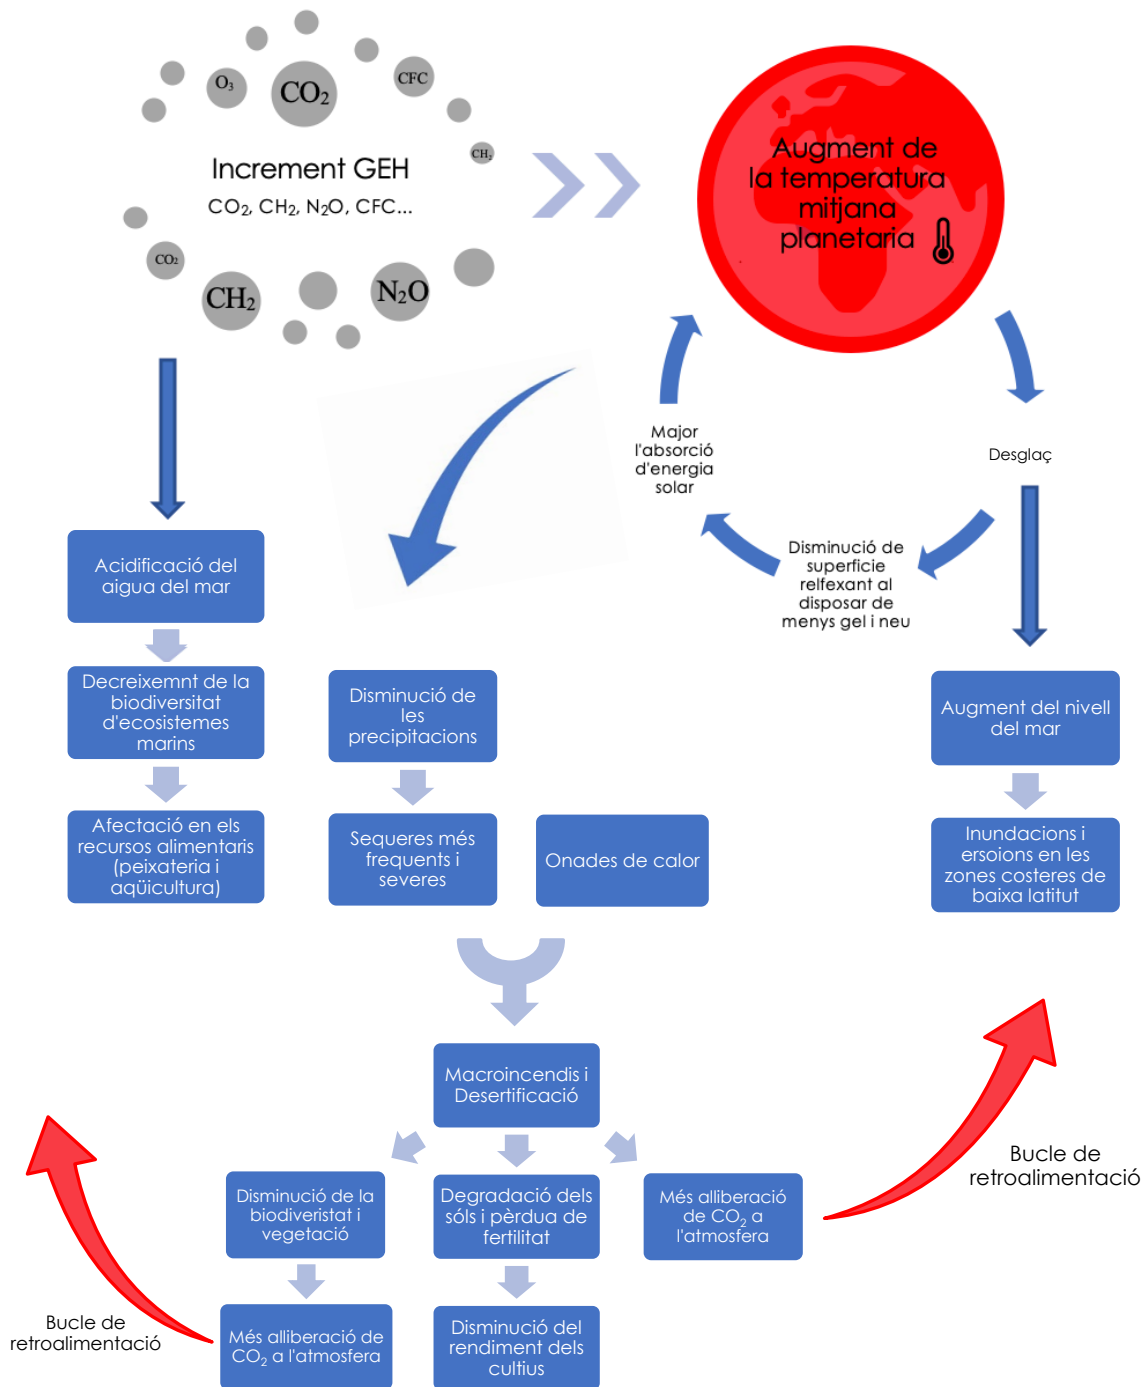 O₃
CO₂
CFC
CH₂
Increment GEH
CO₂, CH₂, N₂O, CFC...
CO₂
CH₂
N₂O
Augment de
la temperatura
mitjana
planetaria
Major
l'absorció
d'energia
solar
Desglaç
Disminució de
superficie
relfexant al
disposar de
menys gel i neu
Acidificació del
aigua del mar
Decreixemnt de la
biodiversitat
d'ecosistemes
marins
Afectació en els
recursos alimentaris
(peixateria i
aqüicultura)
Disminució de
les
precipitacions
Sequeres més
frequents i
severes
Onades de calor
Augment del nivell
del mar
Inundacions i
ersoions en les
zones costeres de
baixa latitut
Macroincendis i
Desertificació
Disminució de la
biodiveristat i
vegetació
Degradació dels
sóls i pèrdua de
fertilitat
Més alliberació
de CO₂ a
l'atmosfera
Bucle de
retroalimentació
Bucle de
retroalimentació
Més alliberació de
CO₂ a l'atmosfera
Disminució del
rendiment dels
cultius